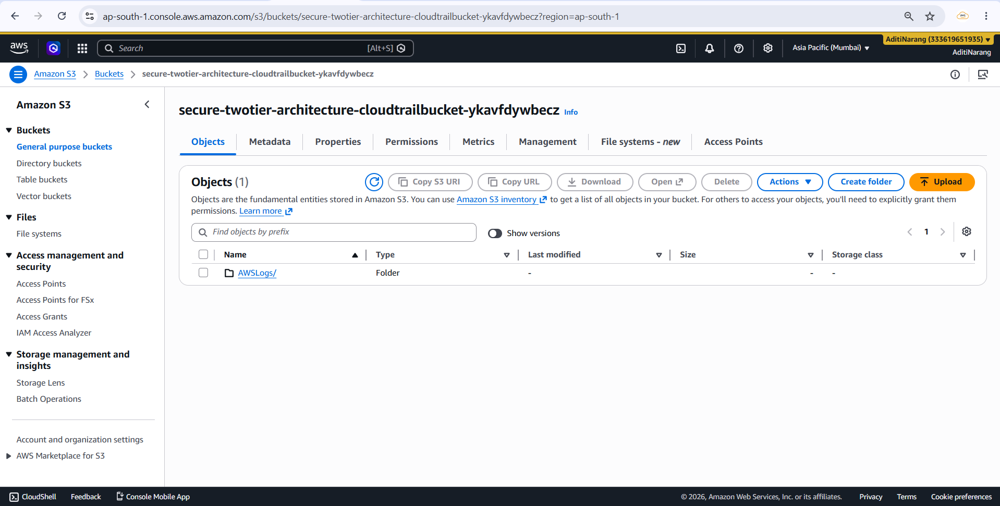 ap-south-1.console.aws.amazon.com/s3/buckets/secure-twotier-architecture-cloudtrailbucket-ykavfdywbecz?region=ap-south-1
aws
Search
[Alt+S]
Asia Pacific (Mumbai)
AditiNarang (333619651935)
AditiNarang
Amazon S3
Buckets
secure-twotier-architecture-cloudtrailbucket-ykavfdywbecz
Amazon S3
Buckets
General purpose buckets
Directory buckets
Table buckets
Vector buckets
Files
File systems
Access management and
security
Access Points
Access Points for FSx
Access Grants
IAM Access Analyzer
Storage management and
insights
Storage Lens
Batch Operations
Account and organization settings
AWS Marketplace for S3
secure-twotier-architecture-cloudtrailbucket-ykavfdywbecz Info
Objects
Metadata
Properties
Permissions
Metrics
Management
File systems - new
Access Points
Objects (1)
Copy S3 URI
Copy URL
Download
Open
Delete
Actions
Create folder
Upload
Objects are the fundamental entities stored in Amazon S3. You can use Amazon S3 inventory to get a list of all objects in your bucket. For others to access your objects, you'll need to explicitly grant them
permissions. Learn more
Find objects by prefix
Show versions
1
Name Type Last modified Size Storage class
AWSLogs/ Folder - - -
CloudShell
Feedback
Console Mobile App
© 2026, Amazon Web Services, Inc. or its affiliates.
Privacy
Terms
Cookie preferences